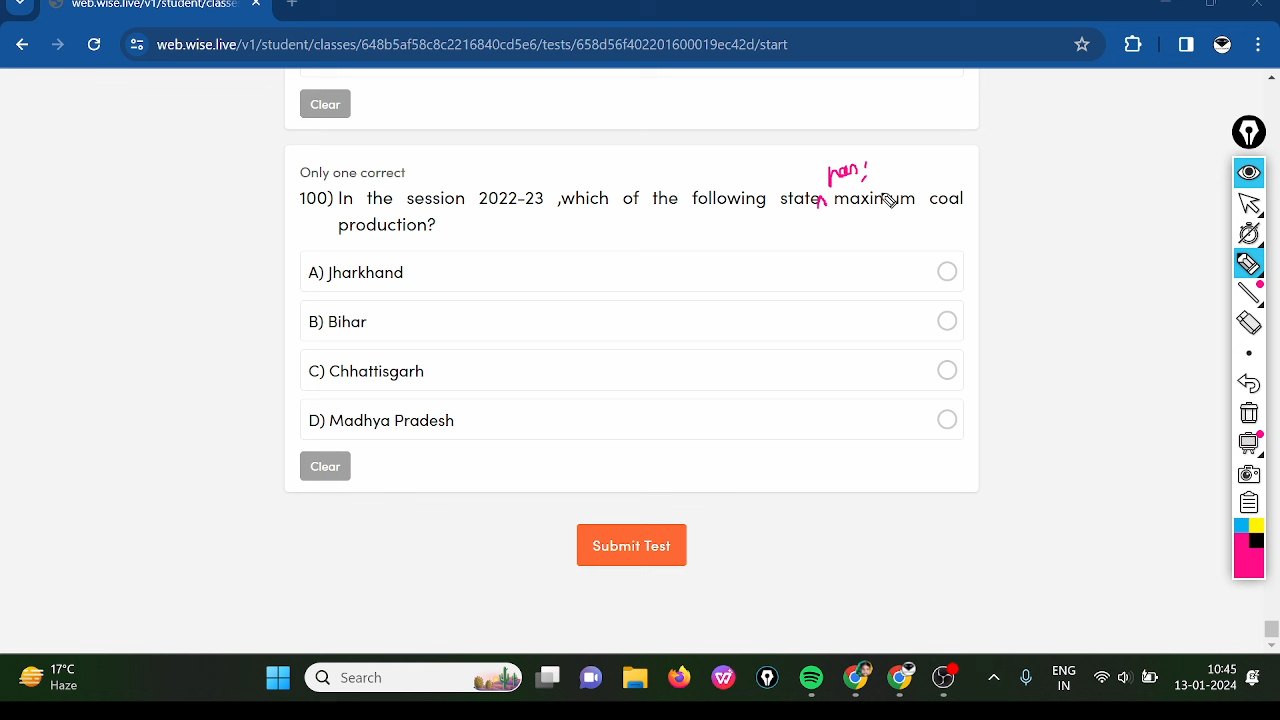 web.wise.live/v1/student/classe
web.wise.live/v1/student/classes/648b5af58c8c2216840cd5e6/tests/658d56f402201600019ec42d/start
Clear
Only one correct
100) In the session 2022-23 ,which of the following state maximum coal
production?
A) Jharkhand
B) Bihar
C) Chhattisgarh
D) Madhya Pradesh
Clear
Submit Test
17°C
Haze
Search
ENG
IN
10:45
13-01-2024